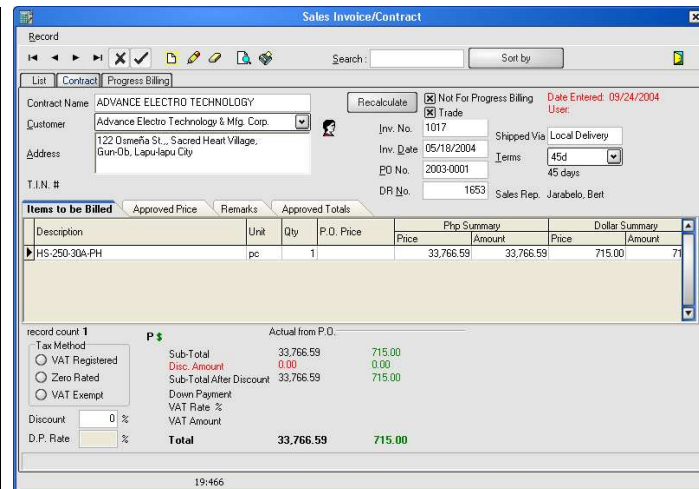 Sales Invoice/Contract
Record
Search :
Sort by
List Contract Progress Billing
Contract Name ADVANCE ELECTRO TECHNOLOGY
Recalculate
Not For Progress Billing
Trade
Date Entered: 09/24/2004
User:
Customer Advance Electro Technology & Mfg. Corp.
Address 122 Osmeña St.,, Sacred Heart Village,
Gun-Ob, Lapu-lapu City
T.I.N. #
Inv. No. 1017
Shipped Via Local Delivery
Inv. Date 05/18/2004
Terms 45d
45 days
PO No. 2003-0001
DR No. 1653
Sales Rep. Jarabelo, Bert
Items to be Billed Approved Price Remarks Approved Totals
Description Unit Qty P.O. Price Php Summary Dollar Summary
Price Amount Price Amount
HS-250-30A-PH pc 1 33,766.59 33,766.59 715.00 71
record count 1
P $
Actual from P.O.
Tax Method
VAT Registered
Zero Rated
VAT Exempt
Discount 0 %
D.P. Rate %
Sub-Total 33,766.59 715.00
Disc. Amount 0.00 0.00
Sub-Total After Discount 33,766.59 715.00
Down Payment
VAT Rate %
VAT Amount
Total 33,766.59 715.00
19:466